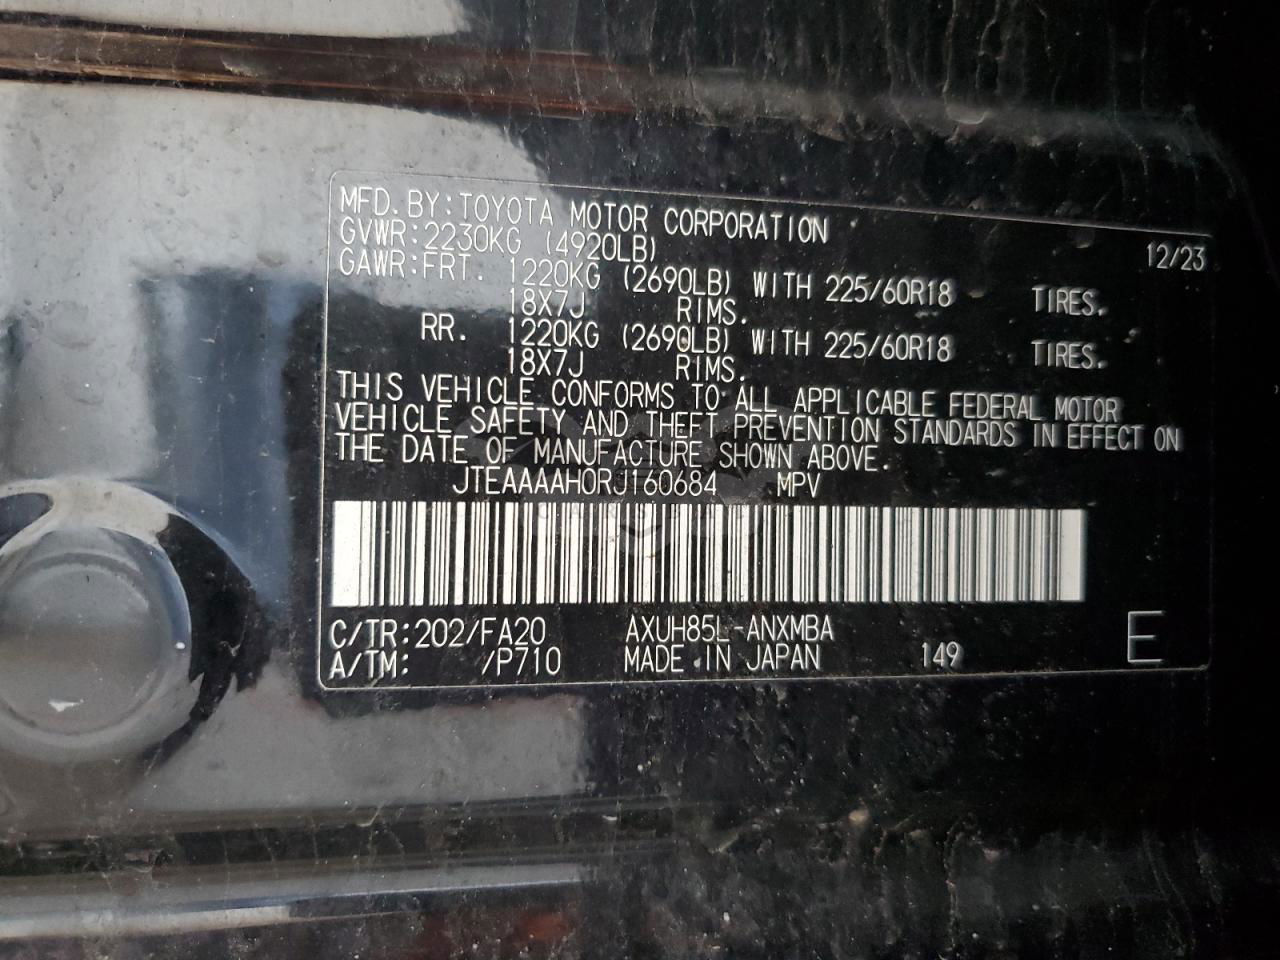 MFD. BY: TOYOTA MOTOR CORPORATION 12/23
GVWR: 2230KG (4920LB)
GAWR: FRT. 1220KG (2690LB) WITH 225/60R18 TIRES.
18X7J RIMS.
RR. 1220KG (2690LB) WITH 225/60R18 TIRES.
18X7J RIMS.
THIS VEHICLE CONFORMS TO ALL APPLICABLE FEDERAL MOTOR
VEHICLE SAFETY AND THEFT PREVENTION STANDARDS IN EFFECT ON
THE DATE OF MANUFACTURE SHOWN ABOVE.
JTEAAAAH0RJ160684 MPV
C/TR: 202/FA20 AXUH85L-ANXMBA
A/TM: /P710 MADE IN JAPAN 149 E